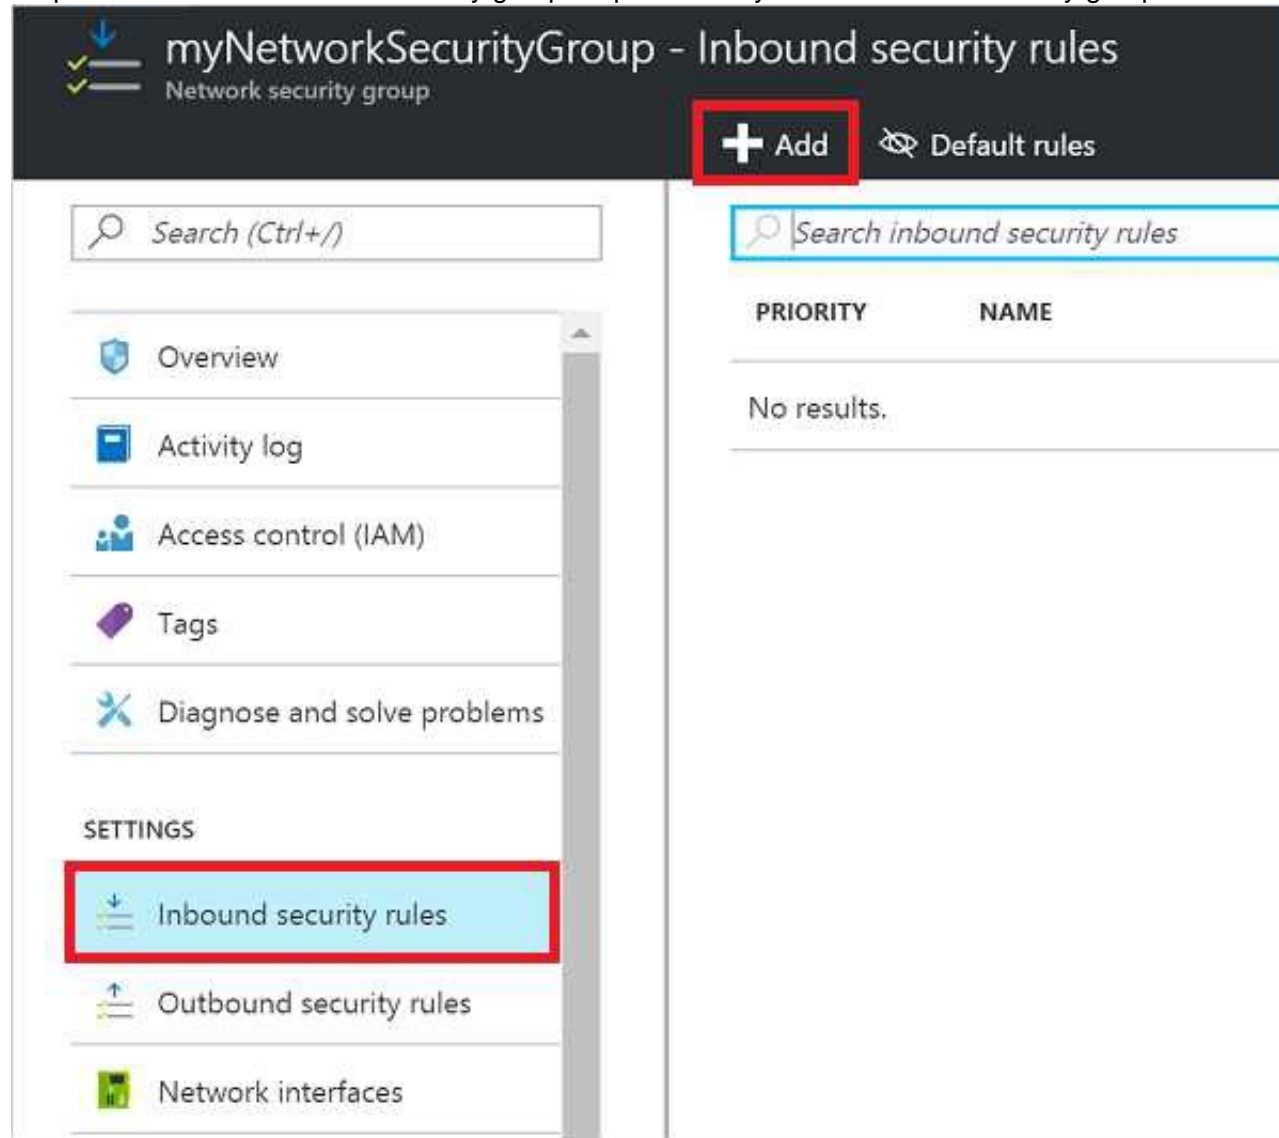 myNetworkSecurityGroup - Inbound security rules
Network security group
Add Default rules
Search (Ctrl+/)
Search inbound security rules
PRIORITY NAME
Overview
No results.
Activity log
Access control (IAM)
Tags
Diagnose and solve problems
SETTINGS
Inbound security rules
Outbound security rules
Network interfaces